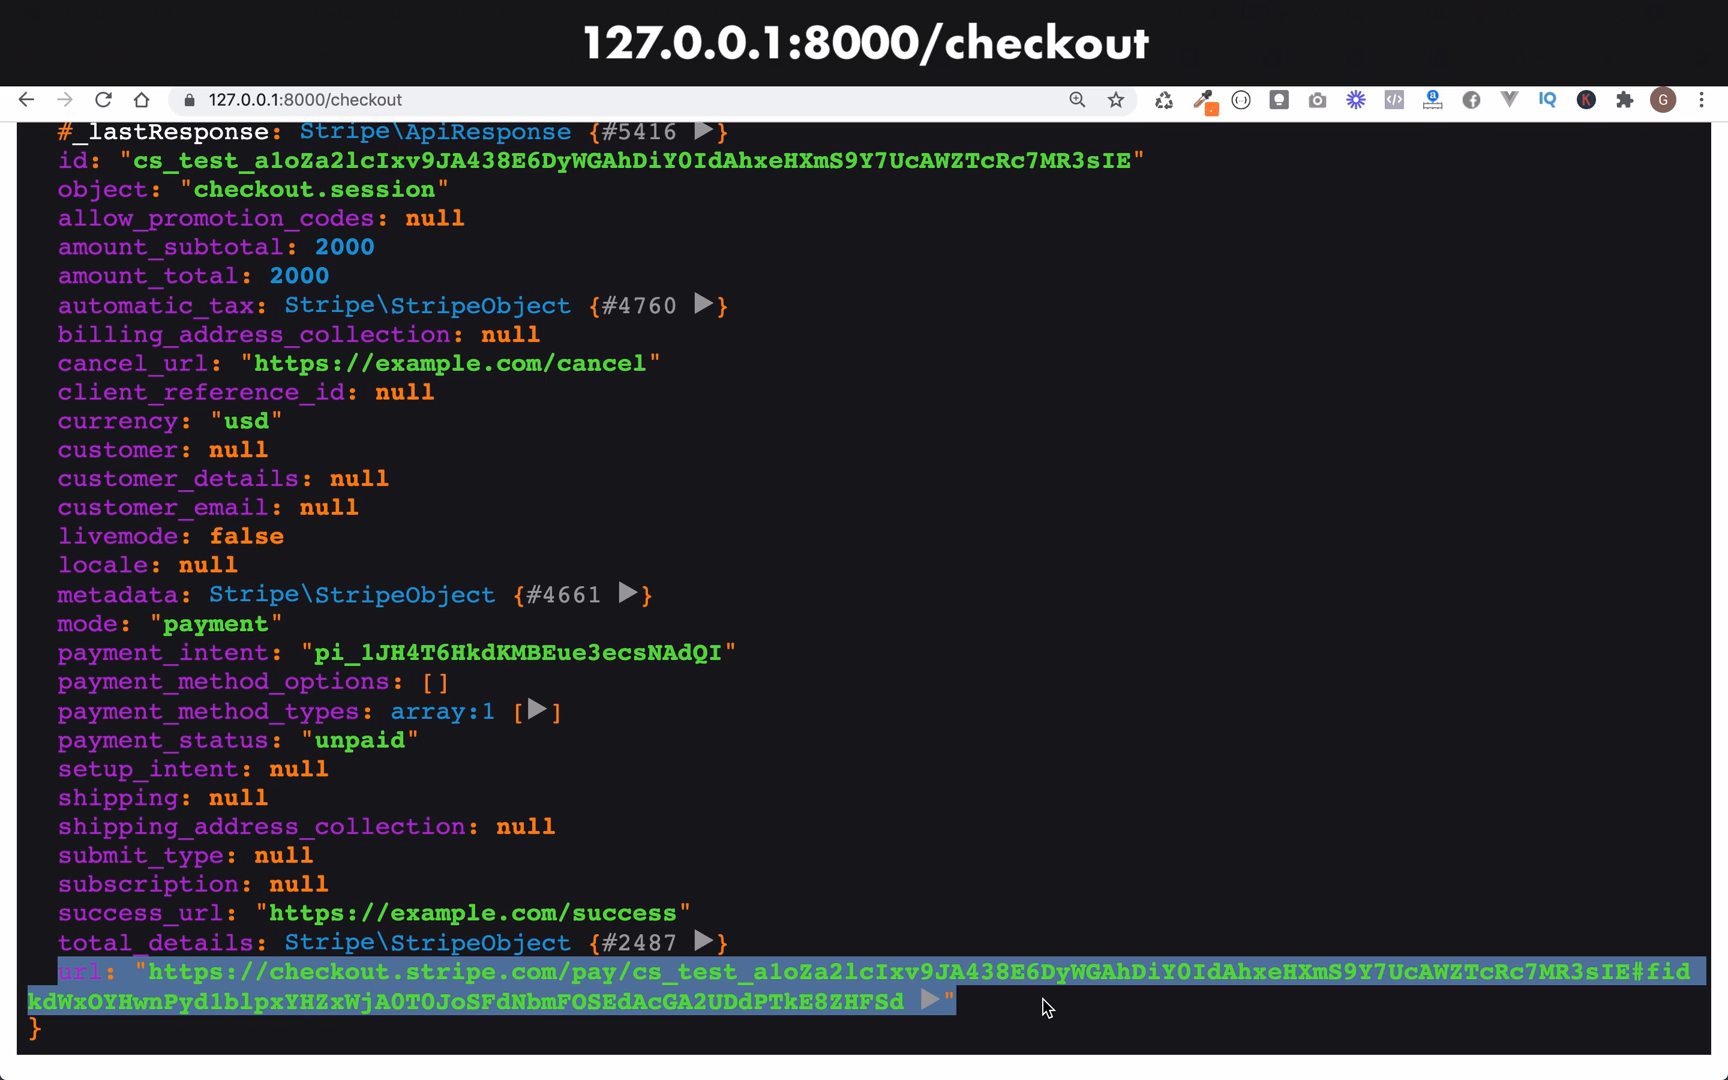 127.0.0.1:8000/checkout
127.0.0.1:8000/checkout
a
IQ
K
G
#_lastResponse: Stripe\ApiResponse {#5416 ▶}
id: "cs_test_a1oZa2lcIxv9JA438E6DyWGAhDiY0IdAhxeHXmS9Y7UcAWZTcRc7MR3sIE"
object: "checkout.session"
allow_promotion_codes: null
amount_subtotal: 2000
amount_total: 2000
automatic_tax: Stripe\StripeObject {#4760 ▶}
billing_address_collection: null
cancel_url: "https://example.com/cancel"
client_reference_id: null
currency: "usd"
customer: null
customer_details: null
customer_email: null
livemode: false
locale: null
metadata: Stripe\StripeObject {#4661 ▶}
mode: "payment"
payment_intent: "pi_1JH4T6HkdKMBEue3ecsNAdQI"
payment_method_options: []
payment_method_types: array:1 [▶]
payment_status: "unpaid"
setup_intent: null
shipping: null
shipping_address_collection: null
submit_type: null
subscription: null
success_url: "https://example.com/success"
total_details: Stripe\StripeObject {#2487 ▶}
url: "https://checkout.stripe.com/pay/cs_test_a1oZa2lcIxv9JA438E6DyWGAhDiY0IdAhxeHXmS9Y7UcAWZTcRc7MR3sIE#fid
kdWxOYHwnPyd1blpxYHZxWjA0T0JoSFdNbmFOSEdAcGA2UDdPTkE8ZHFSd ▶"
}